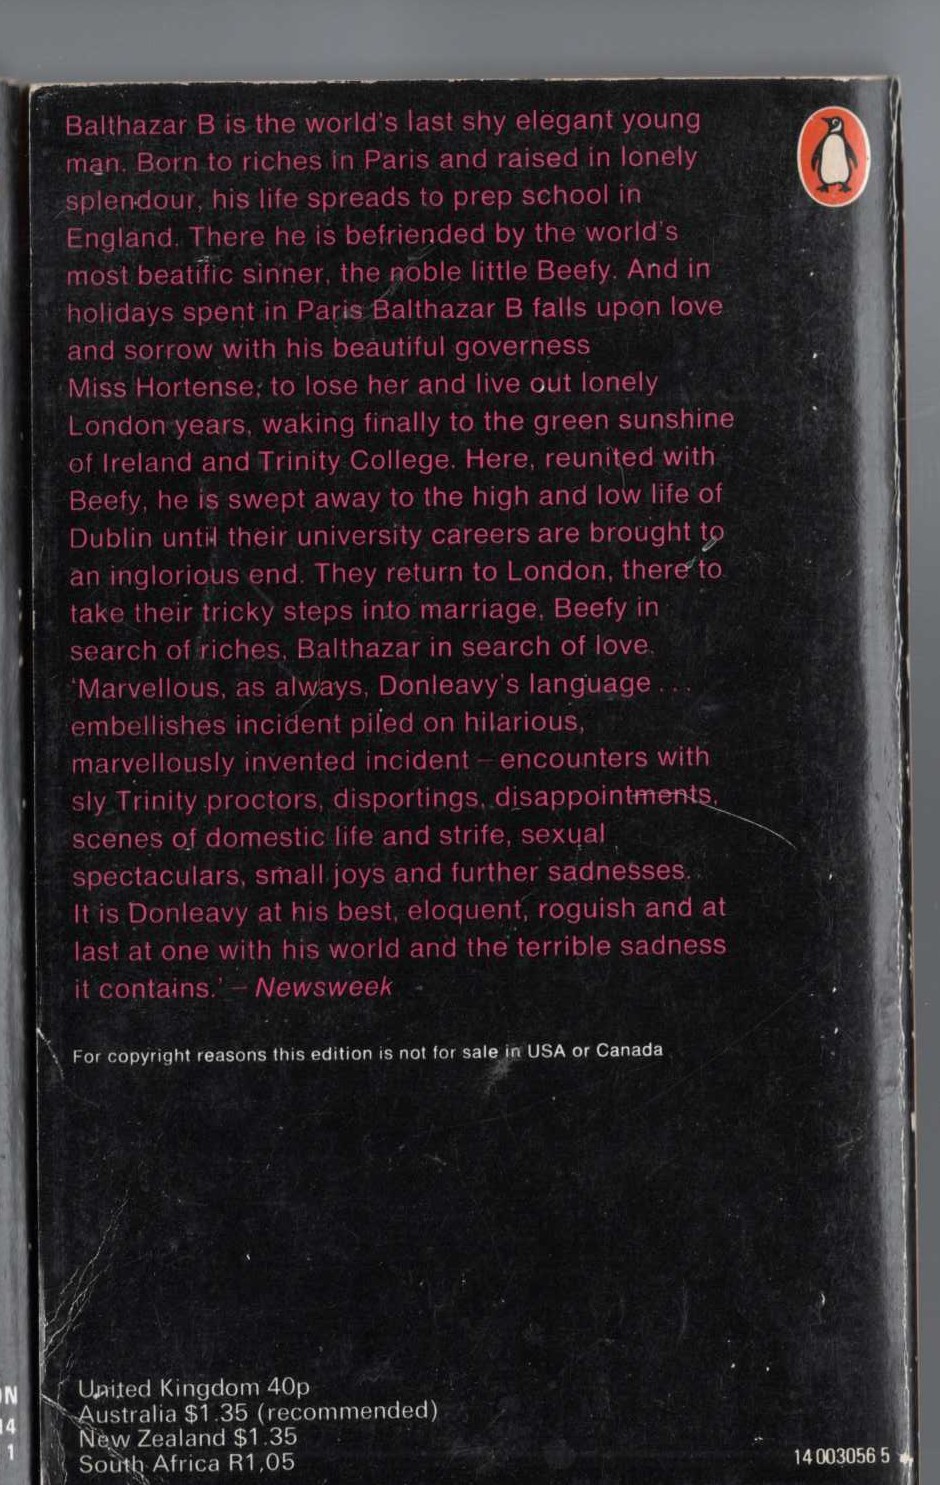 Balthazar B is the world's last shy elegant young
man. Born to riches in Paris and raised in lonely
splendour, his life spreads to prep school in
England. There he is befriended by the world's
most beatific sinner, the noble little Beefy. And in
holidays spent in Paris Balthazar B falls upon love
and sorrow with his beautiful governess
Miss Hortense; to lose her and live out lonely
London years, waking finally to the green sunshine
of Ireland and Trinity College. Here, reunited with
Beefy, he is swept away to the high and low life of
Dublin until their university careers are brought to
an inglorious end. They return to London, there to
take their tricky steps into marriage, Beefy in
search of riches, Balthazar in search of love.
'Marvellous, as always, Donleavy's language ...
embellishes incident piled on hilarious,
marvellously invented incident – encounters with
sly Trinity proctors, disportings, disappointments,
scenes of domestic life and strife, sexual
spectaculars, small joys and further sadnesses.
It is Donleavy at his best, eloquent, roguish and at
last at one with his world and the terrible sadness
it contains.' – Newsweek
For copyright reasons this edition is not for sale in USA or Canada
United Kingdom 40p
Australia $1.35 (recommended)
New Zealand $1.35
South Africa R1,05
14 003056 5
ON
14
1